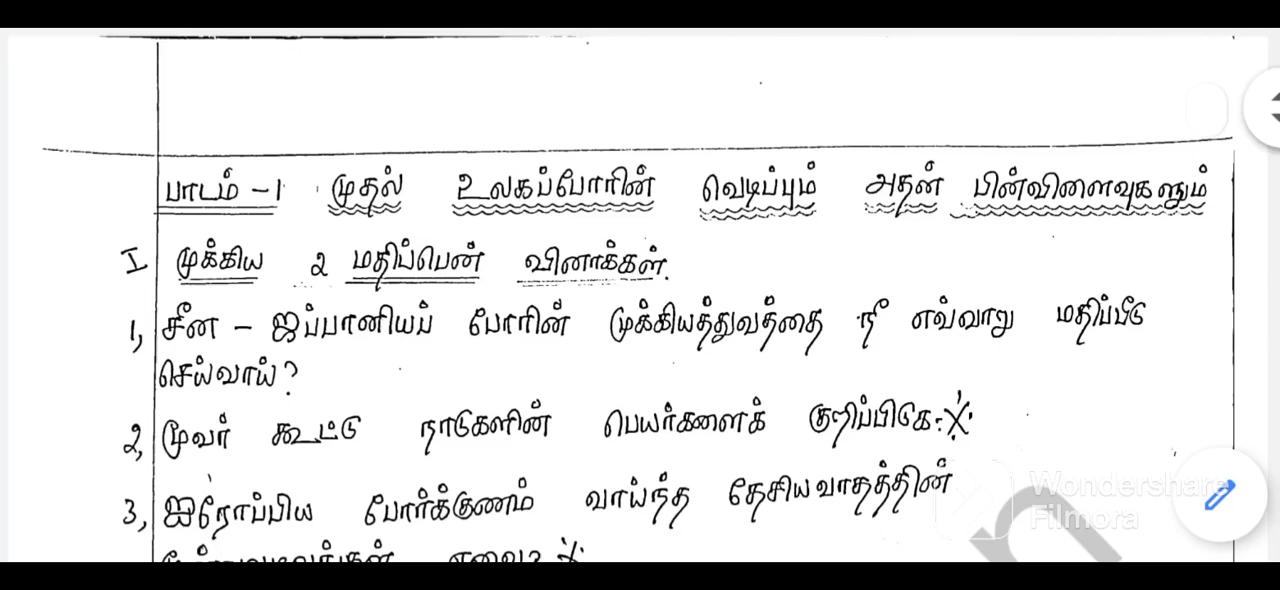 பாடம் -1 முதல் உலகப்போரின் வெடிப்பும் அதன் பின்விளைவுகளும்
I முக்கிய 2 மதிப்பெண் வினாக்கள்.
1, சீன - ஜப்பானியப் போரின் முக்கியத்துவத்தை நீ எவ்வாறு மதிப்பீடு
செய்வாய்?
2, மூவர் கூட்டு நாடுகளின் பெயர்களைக் குறிப்பிடுக.
3, ஐரோப்பிய போர்க்குணம் வாய்ந்த தேசியவாதத்தின்
எவை?
Wondershare
Filmora